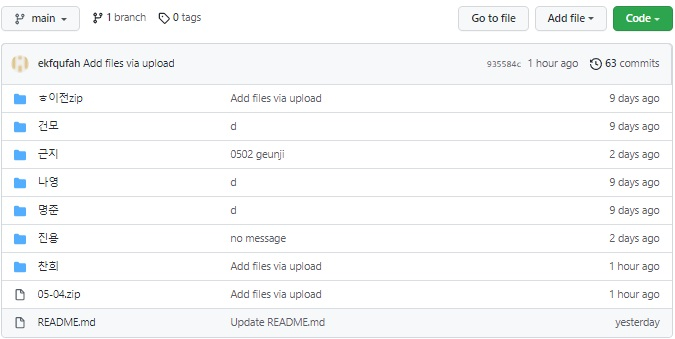 main 1 branch 0 tags Go to file Add file Code
ekfqufah Add files via upload 935584c 1 hour ago 63 commits
ㅎ이전zip Add files via upload 9 days ago
건모 d 9 days ago
근지 0502 geunji 2 days ago
나영 d 9 days ago
명준 d 9 days ago
진용 no message 2 days ago
찬희 Add files via upload 1 hour ago
05-04.zip Add files via upload 1 hour ago
README.md Update README.md yesterday